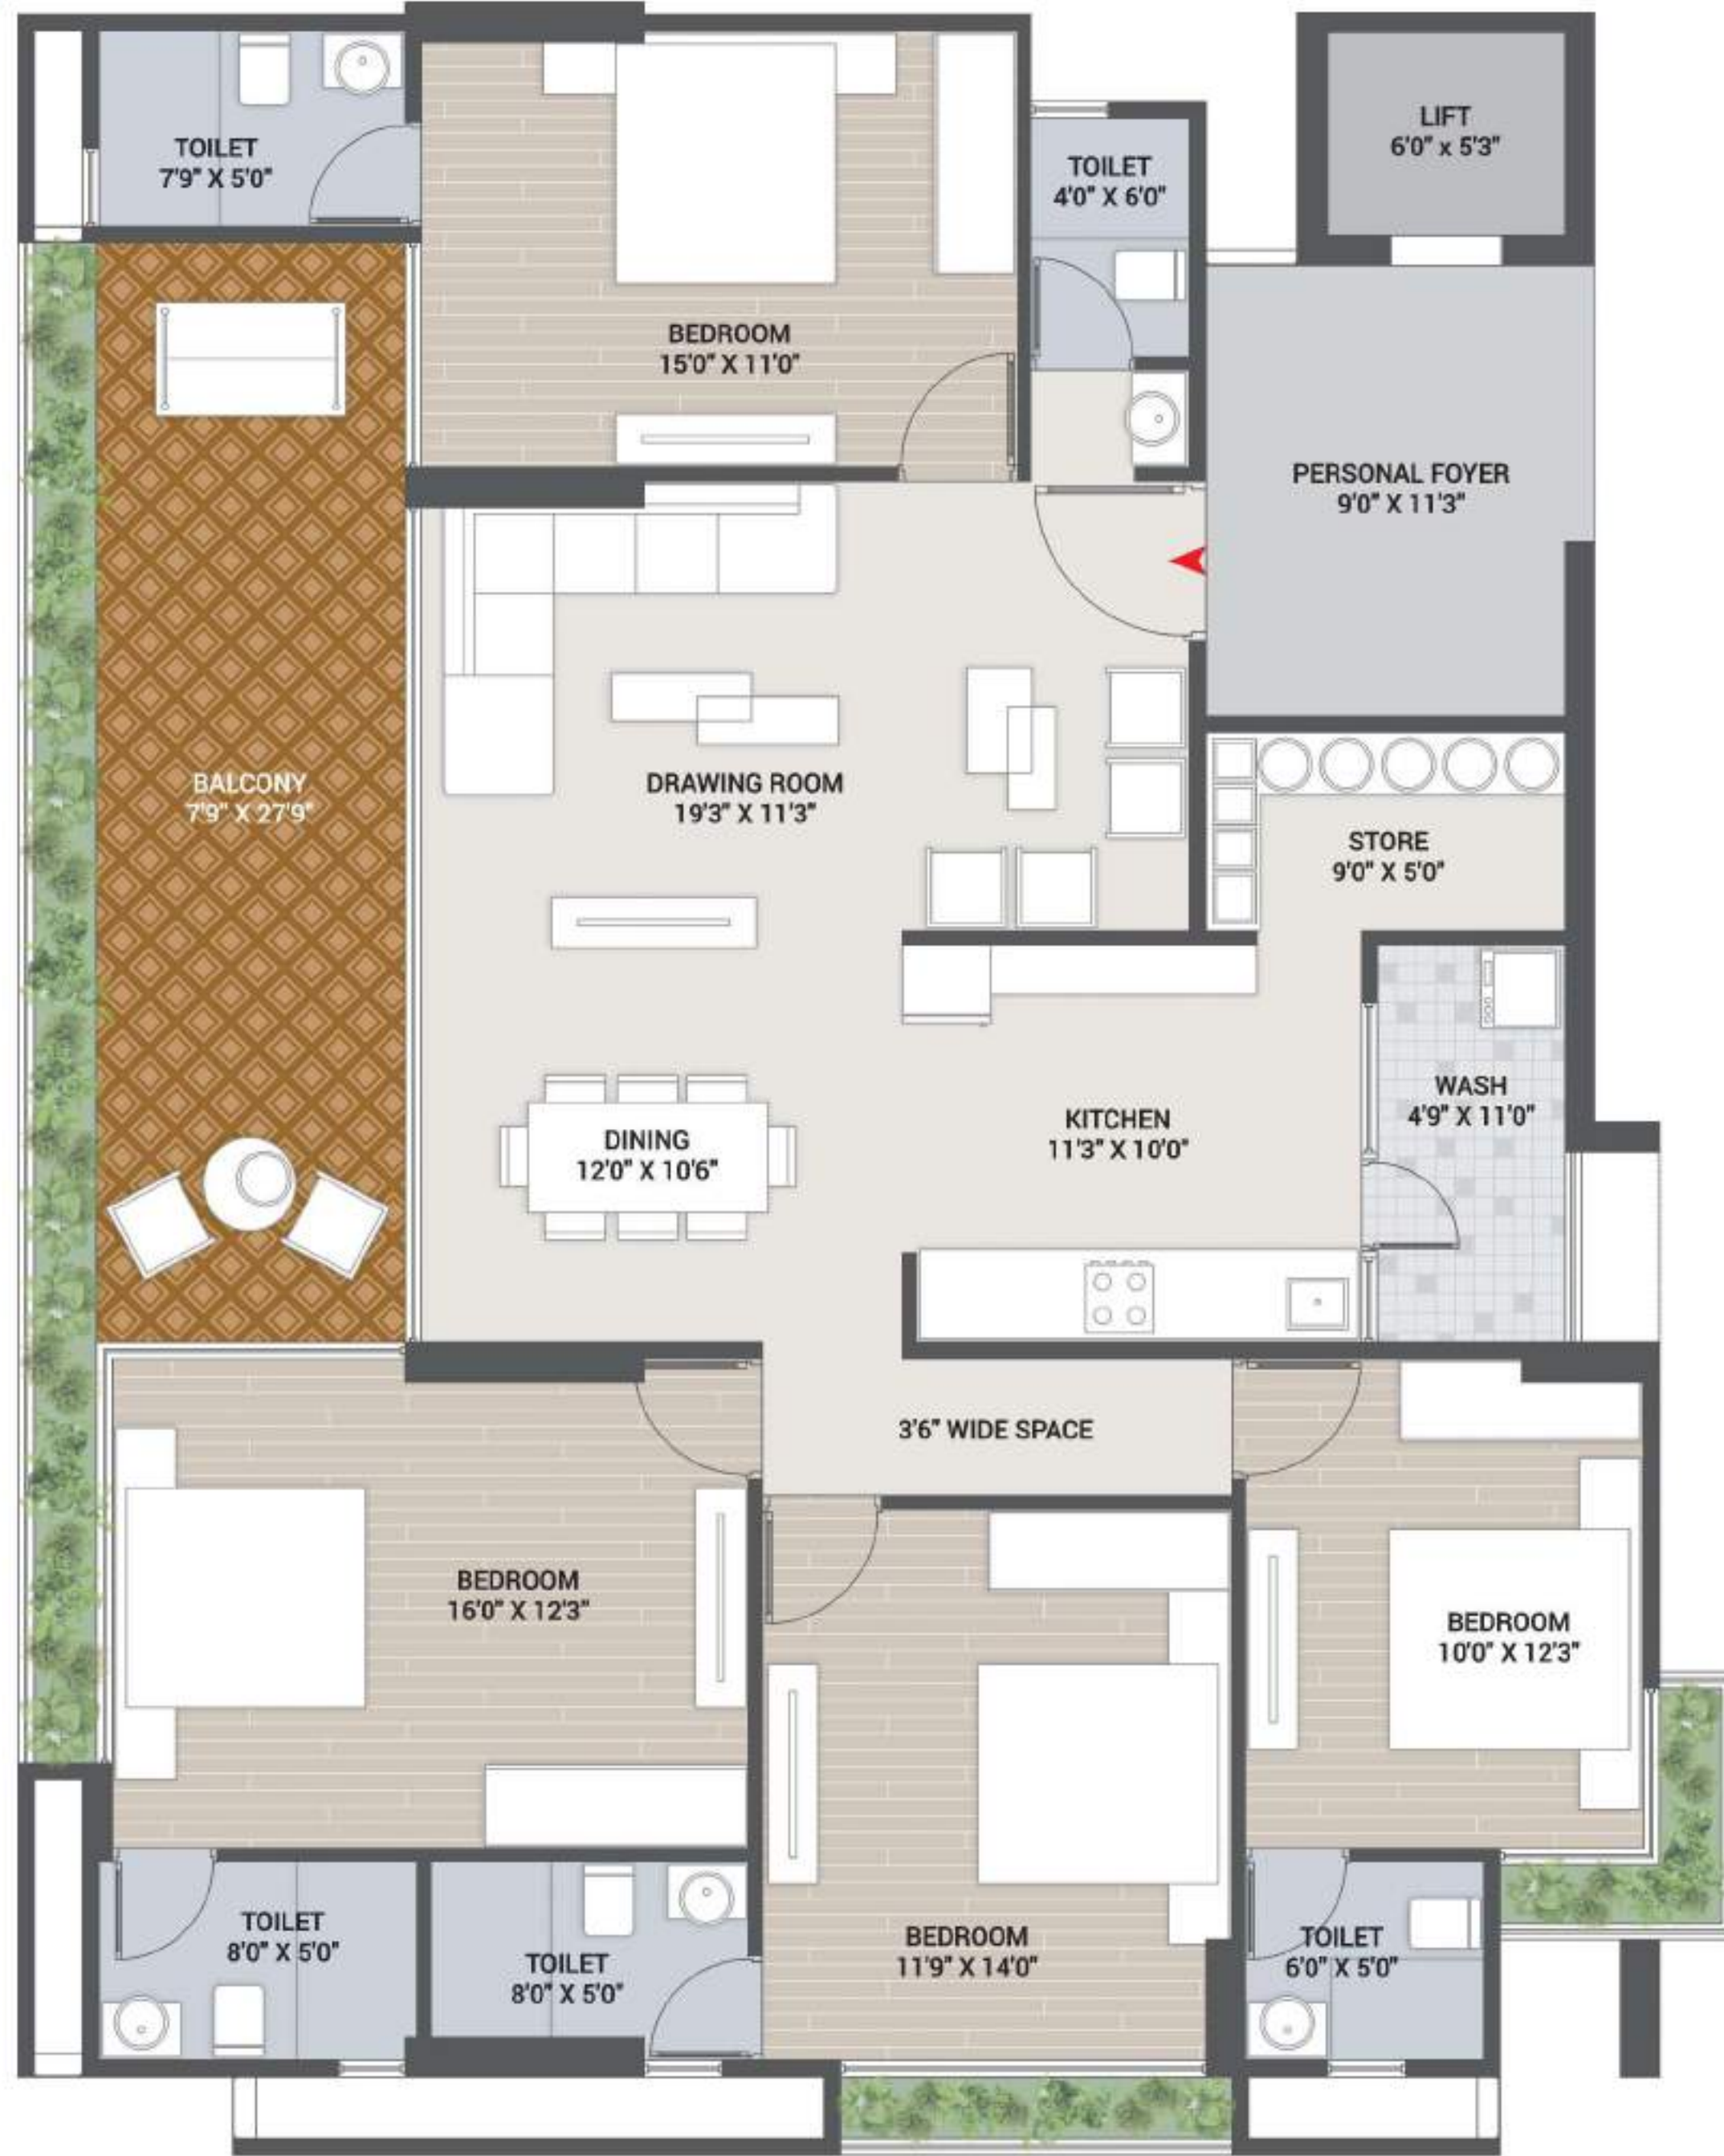 TOILET
7'9" X 5'0"
BEDROOM
15'0" X 11'0"
TOILET
4'0" X 6'0"
LIFT
6'0" x 5'3"
PERSONAL FOYER
9'0" X 11'3"
BALCONY
7'9" X 27'9"
DRAWING ROOM
19'3" X 11'3"
STORE
9'0" X 5'0"
DINING
12'0" X 10'6"
KITCHEN
11'3" X 10'0"
WASH
4'9" X 11'0"
3'6" WIDE SPACE
BEDROOM
16'0" X 12'3"
BEDROOM
10'0" X 12'3"
TOILET
8'0" X 5'0"
TOILET
8'0" X 5'0"
BEDROOM
11'9" X 14'0"
TOILET
6'0" X 5'0"